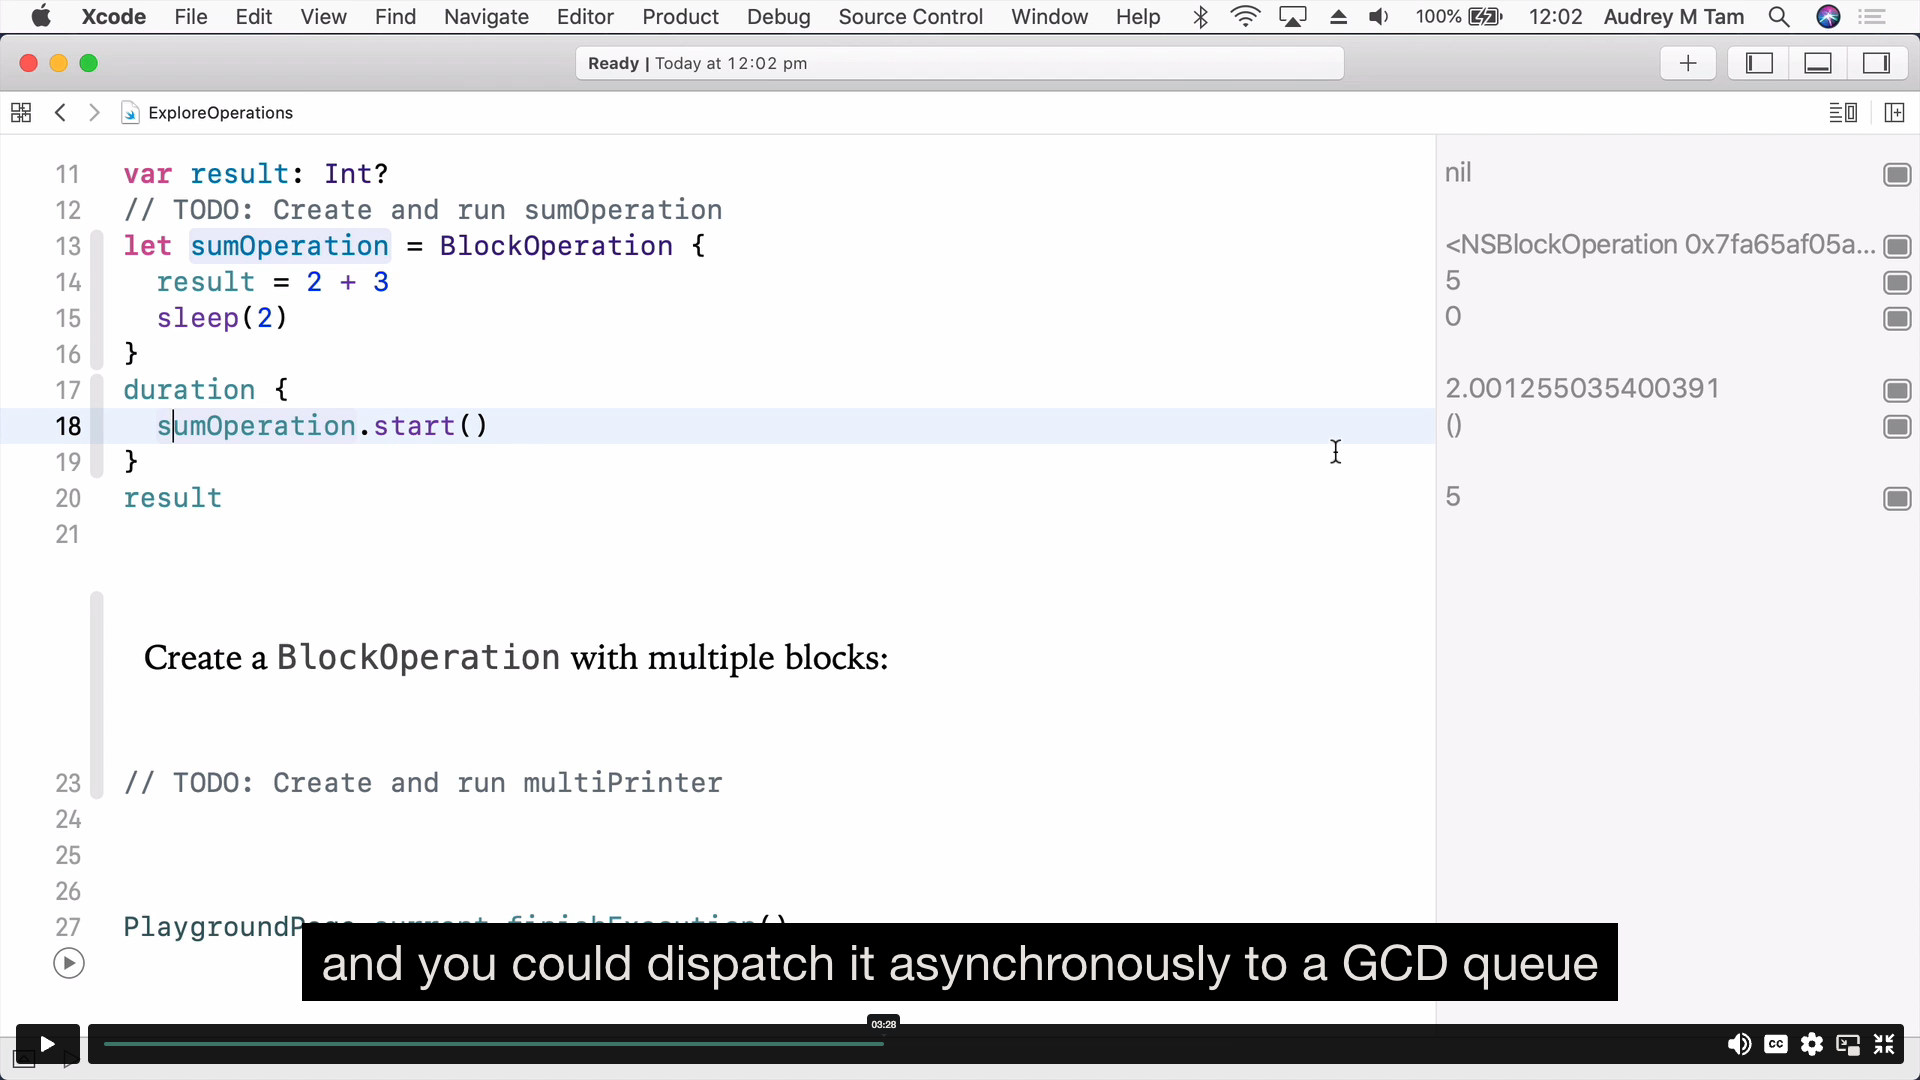 Xcode File Edit View Find Navigate Editor Product Debug Source Control Window Help 100% 12:02 Audrey M Tam
Ready | Today at 12:02 pm
ExploreOperations
11 var result: Int? nil
12 // TODO: Create and run sumOperation
13 let sumOperation = BlockOperation { <NSBlockOperation 0x7fa65af05a...
14 result = 2 + 3 5
15 sleep(2) 0
16 }
17 duration { 2.001255035400391
18 sumOperation.start() ()
19 }
20 result 5
21
Create a BlockOperation with multiple blocks:
23 // TODO: Create and run multiPrinter
24
25
26
27 PlaygroundPage.current.finishExecution()
and you could dispatch it asynchronously to a GCD queue
03:28
CC